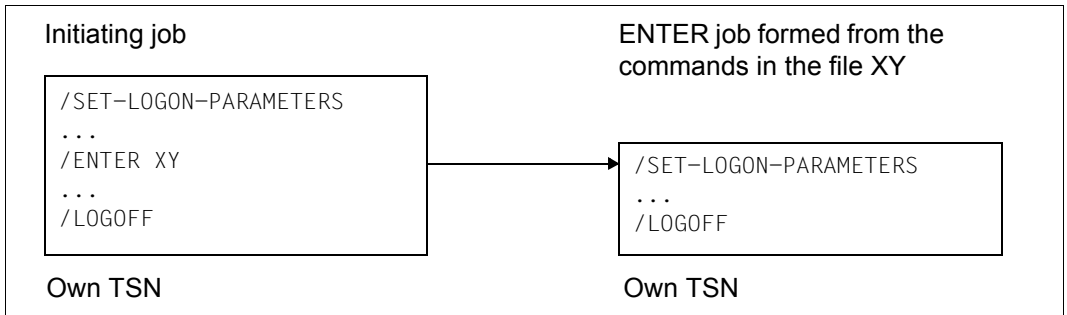 Initiating job
/SET-LOGON-PARAMETERS
...
/ENTER XY
...
/LOGOFF
Own TSN
ENTER job formed from the
commands in the file XY
/SET-LOGON-PARAMETERS
...
/LOGOFF
Own TSN